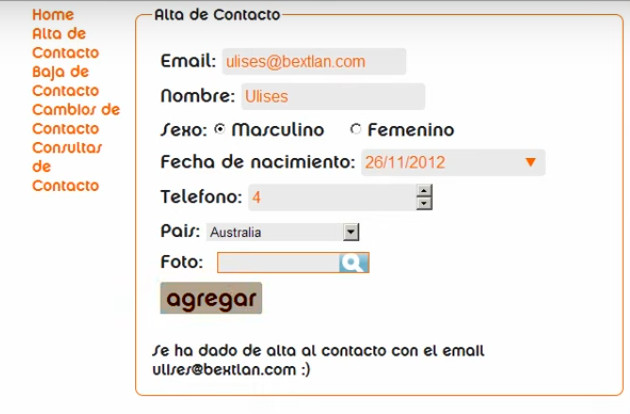 Home
Alta de
Contacto
Baja de
Contacto
Cambios de
Contacto
Consultas
de
Contacto
Alta de Contacto
Email: ulises@bextlan.com
Nombre: Ulises
Sexo: Masculino Femenino
Fecha de nacimiento: 26/11/2012
Telefono: 4
Pais: Australia
Foto:
agregar
Se ha dado de alta al contacto con el email
ulises@bextlan.com :)